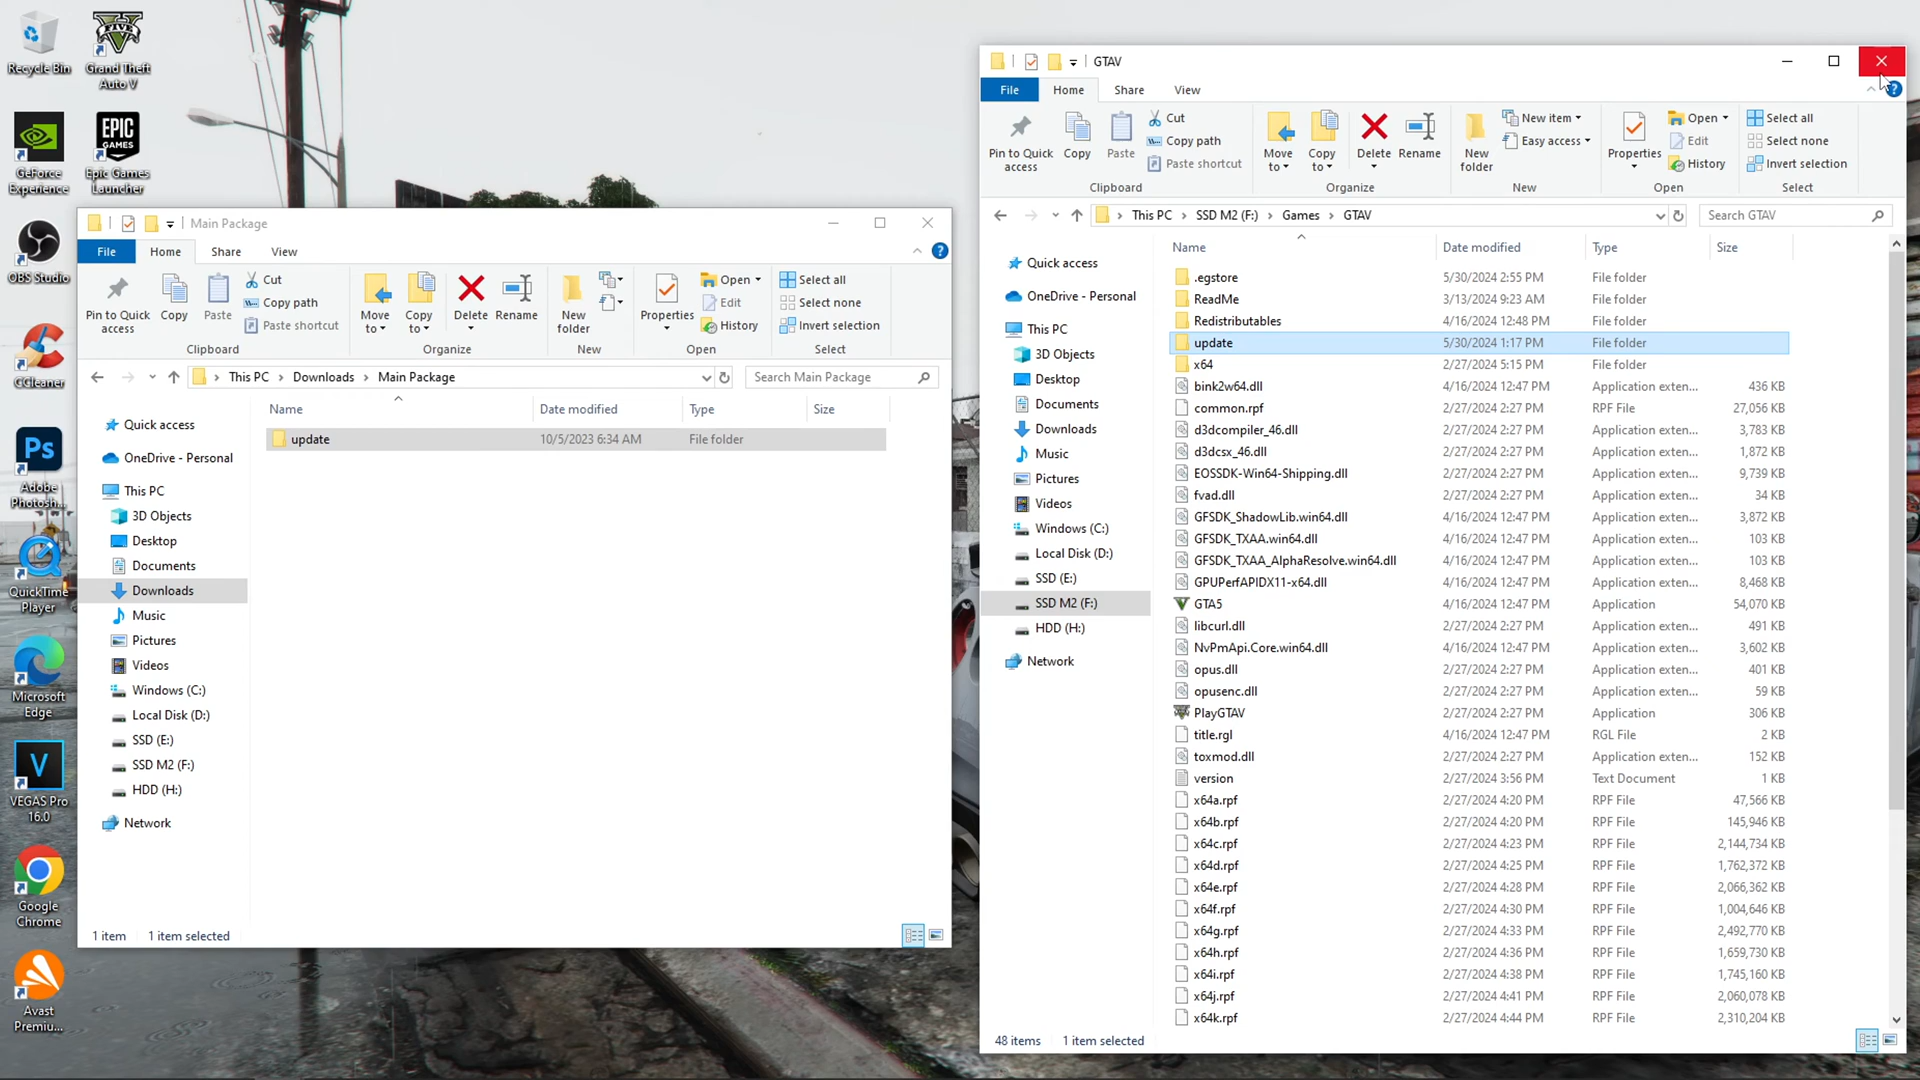 Recycle Bin
Grand Theft
Auto V
GeForce
Experience
Epic Games
Launcher
OBS Studio
CCleaner
Adobe
Photosh...
QuickTime
Player
Microsoft
Edge
VEGAS Pro
16.0
Google
Chrome
Avast
Premiu...
Main Package
File Home Share View
Pin to Quick
access
Copy
Paste
Cut
Copy path
Paste shortcut
Clipboard
Move
to
Copy
to
Delete
Rename
Organize
New
folder
New
Properties
Open
Edit
History
Open
Select all
Select none
Invert selection
Select
This PC > Downloads > Main Package
Search Main Package
Quick access
OneDrive - Personal
This PC
3D Objects
Desktop
Documents
Downloads
Music
Pictures
Videos
Windows (C:)
Local Disk (D:)
SSD (E:)
SSD M2 (F:)
HDD (H:)
Network
Name Date modified Type Size
update 10/5/2023 6:34 AM File folder
1 item 1 item selected
GTAV
File Home Share View
Pin to Quick
access
Copy
Paste
Cut
Copy path
Paste shortcut
Clipboard
Move
to
Copy
to
Delete
Rename
Organize
New
folder
New item
Easy access
New
Properties
Open
Edit
History
Open
Select all
Select none
Invert selection
Select
This PC > SSD M2 (F:) > Games > GTAV
Search GTAV
Quick access
OneDrive - Personal
This PC
3D Objects
Desktop
Documents
Downloads
Music
Pictures
Videos
Windows (C:)
Local Disk (D:)
SSD (E:)
SSD M2 (F:)
HDD (H:)
Network
Name Date modified Type Size
.egstore 5/30/2024 2:55 PM File folder
ReadMe 3/13/2024 9:23 AM File folder
Redistributables 4/16/2024 12:48 PM File folder
update 5/30/2024 1:17 PM File folder
x64 2/27/2024 5:15 PM File folder
bink2w64.dll 4/16/2024 12:47 PM Application exten... 436 KB
common.rpf 2/27/2024 2:27 PM RPF File 27,056 KB
d3dcompiler_46.dll 2/27/2024 2:27 PM Application exten... 3,783 KB
d3dcsx_46.dll 2/27/2024 2:27 PM Application exten... 1,872 KB
EOSSDK-Win64-Shipping.dll 2/27/2024 2:27 PM Application exten... 9,739 KB
fvad.dll 2/27/2024 2:27 PM Application exten... 34 KB
GFSDK_ShadowLib.win64.dll 4/16/2024 12:47 PM Application exten... 3,872 KB
GFSDK_TXAA.win64.dll 4/16/2024 12:47 PM Application exten... 103 KB
GFSDK_TXAA_AlphaResolve.win64.dll 4/16/2024 12:47 PM Application exten... 103 KB
GPUPerfAPIDX11-x64.dll 4/16/2024 12:47 PM Application exten... 8,468 KB
GTA5 4/16/2024 12:47 PM Application 54,070 KB
libcurl.dll 2/27/2024 2:27 PM Application exten... 491 KB
NvPmApi.Core.win64.dll 4/16/2024 12:47 PM Application exten... 3,602 KB
opus.dll 2/27/2024 2:27 PM Application exten... 401 KB
opusenc.dll 2/27/2024 2:27 PM Application exten... 59 KB
PlayGTAV 2/27/2024 2:27 PM Application 306 KB
title.rgl 4/16/2024 12:47 PM RGL File 2 KB
toxmod.dll 2/27/2024 2:27 PM Application exten... 152 KB
version 2/27/2024 3:56 PM Text Document 1 KB
x64a.rpf 2/27/2024 4:20 PM RPF File 47,566 KB
x64b.rpf 2/27/2024 4:20 PM RPF File 145,946 KB
x64c.rpf 2/27/2024 4:23 PM RPF File 2,144,734 KB
x64d.rpf 2/27/2024 4:25 PM RPF File 1,762,372 KB
x64e.rpf 2/27/2024 4:28 PM RPF File 2,066,362 KB
x64f.rpf 2/27/2024 4:30 PM RPF File 1,004,646 KB
x64g.rpf 2/27/2024 4:33 PM RPF File 2,492,770 KB
x64h.rpf 2/27/2024 4:36 PM RPF File 1,659,730 KB
x64i.rpf 2/27/2024 4:38 PM RPF File 1,745,160 KB
x64j.rpf 2/27/2024 4:41 PM RPF File 2,060,078 KB
x64k.rpf 2/27/2024 4:44 PM RPF File 2,310,204 KB
48 items 1 item selected